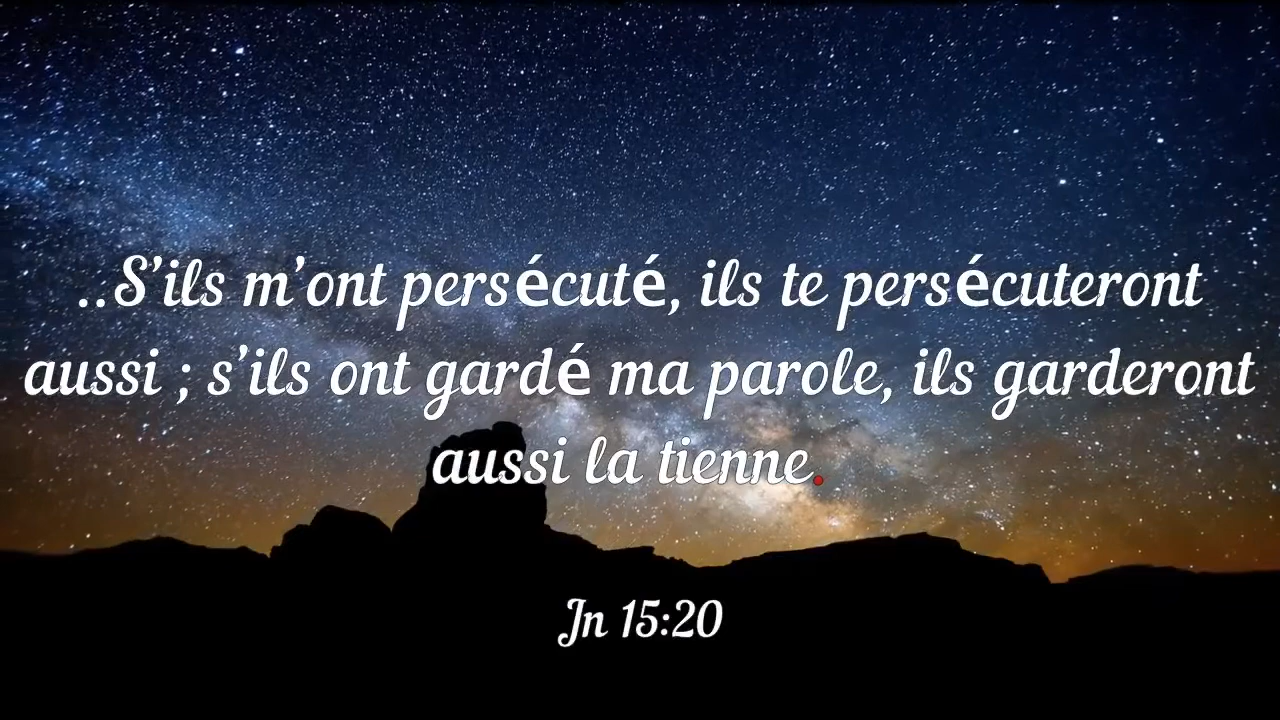 ..S’ils m’ont persécuté, ils te persécuteront
aussi ; s’ils ont gardé ma parole, ils garderont
aussi la tienne.
Jn 15:20